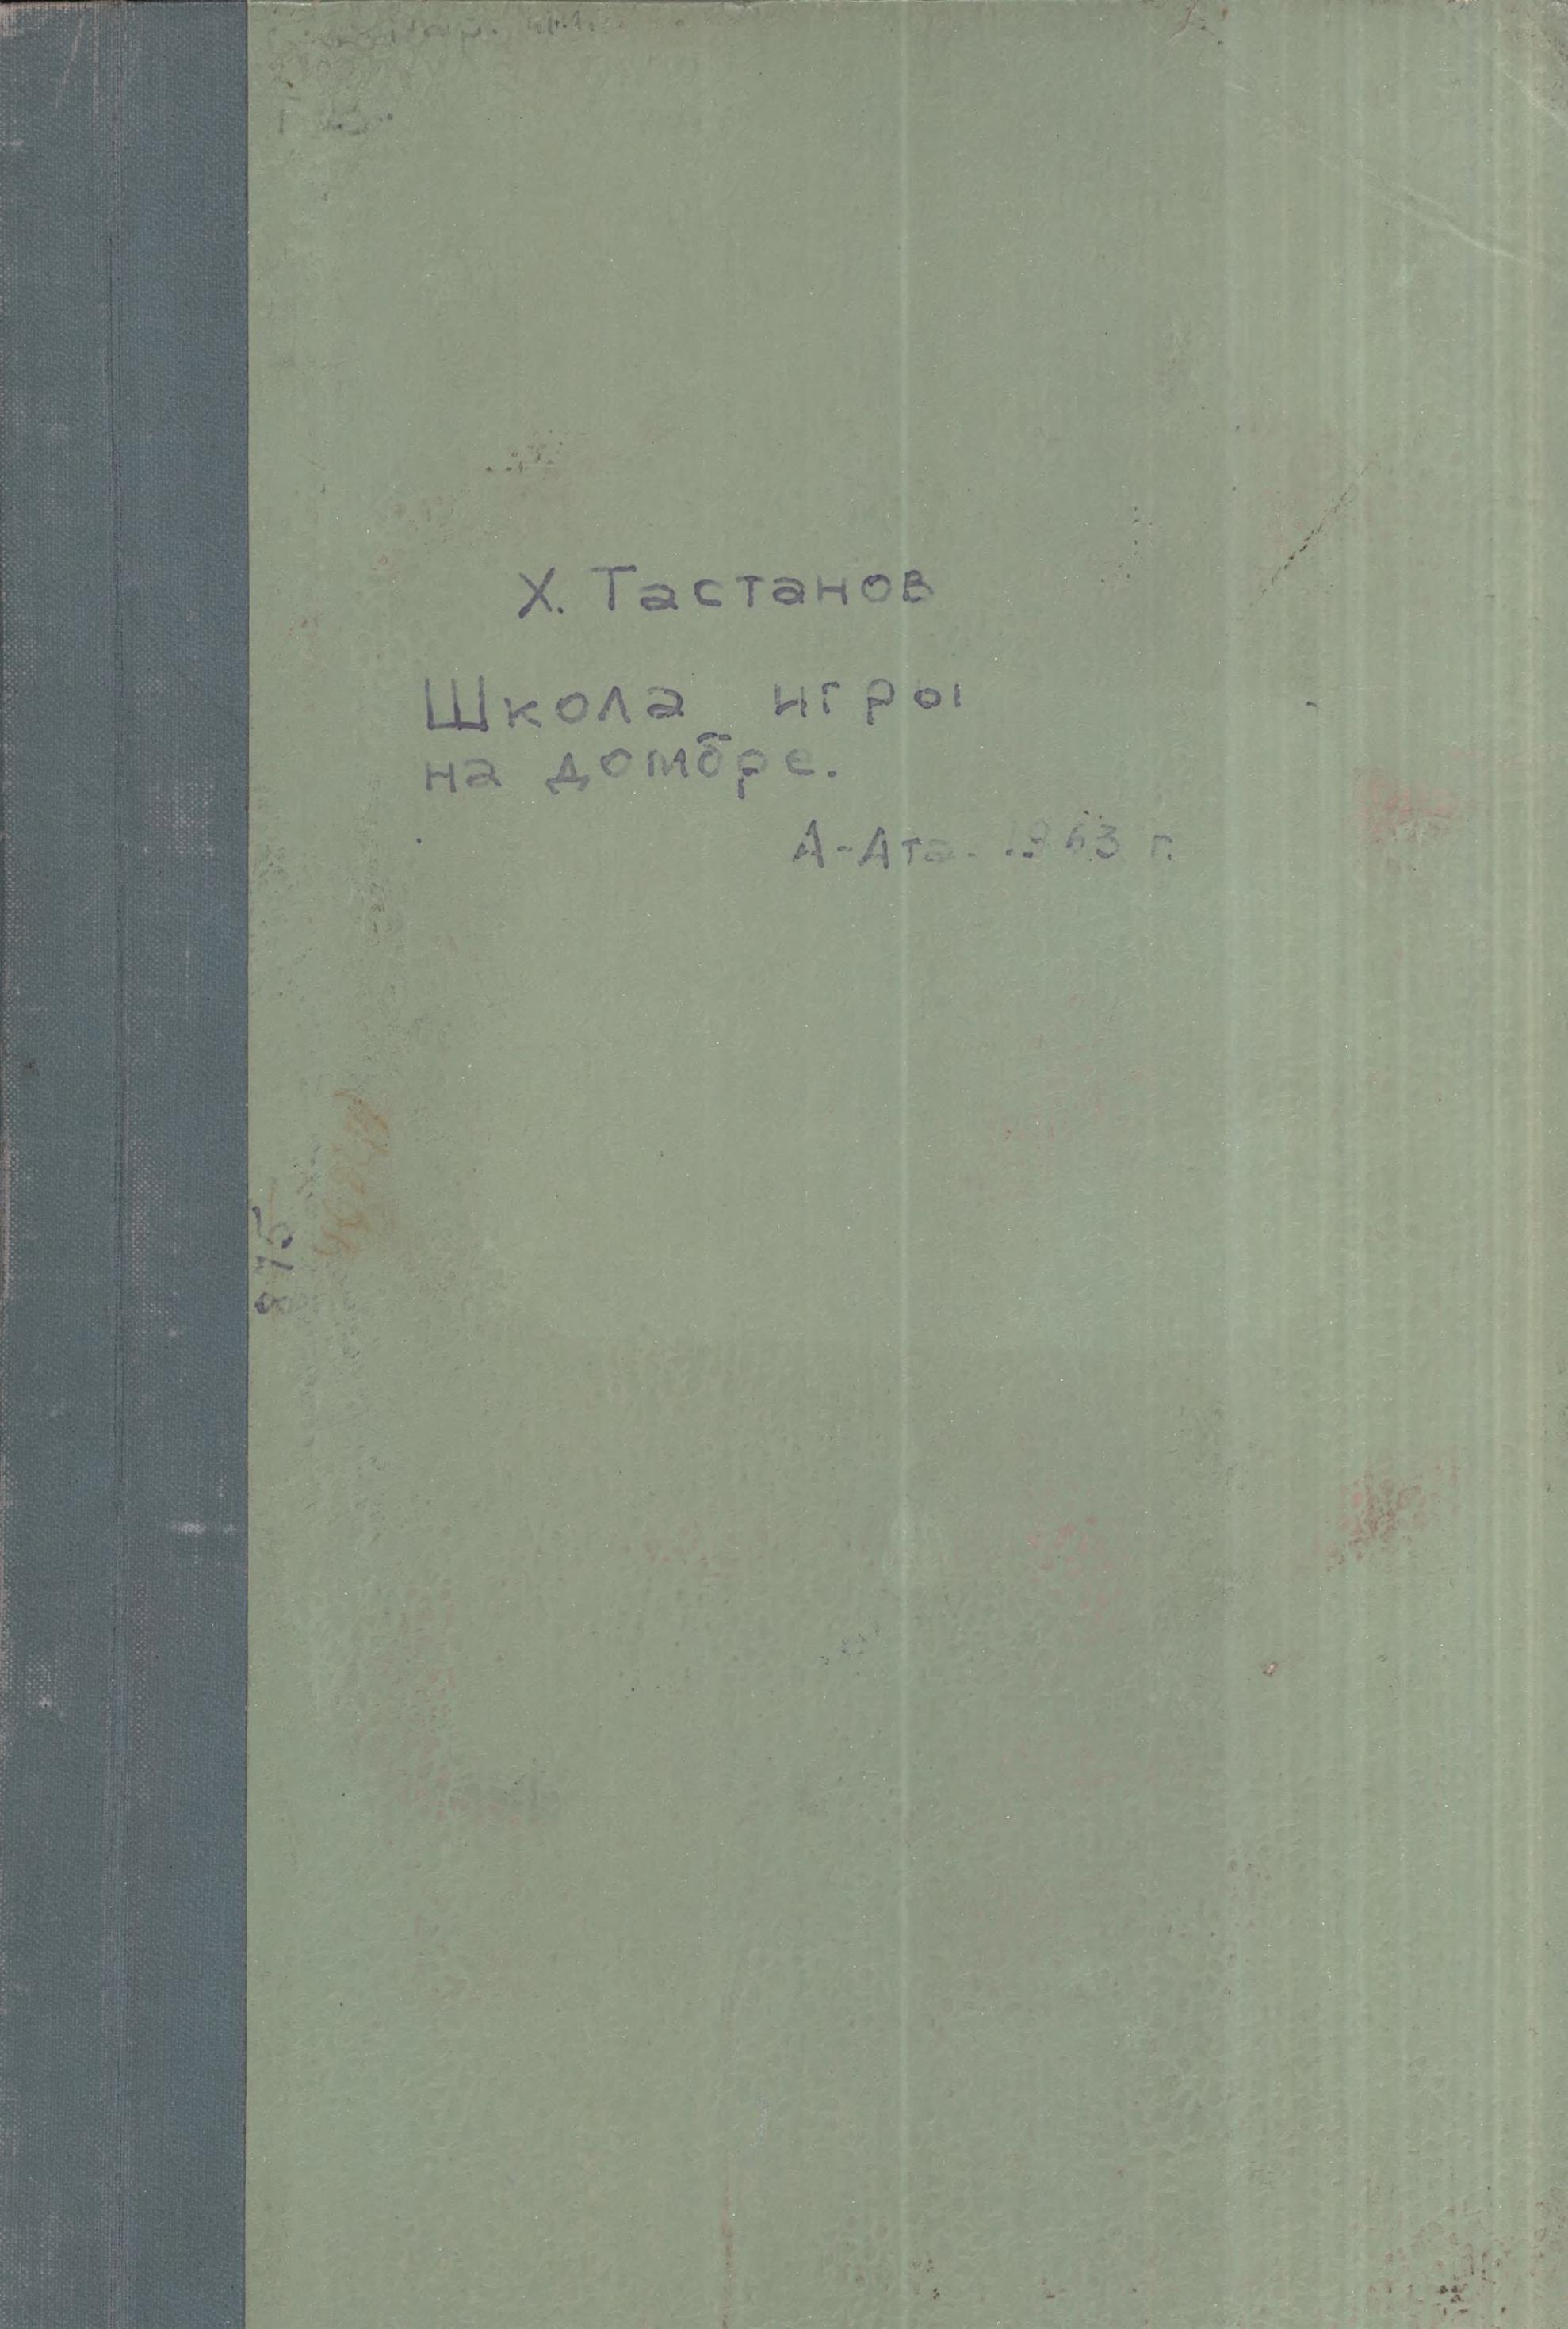 Х. Тастанов
Школа игры
на домбре.
А-Ата- 1963 г.